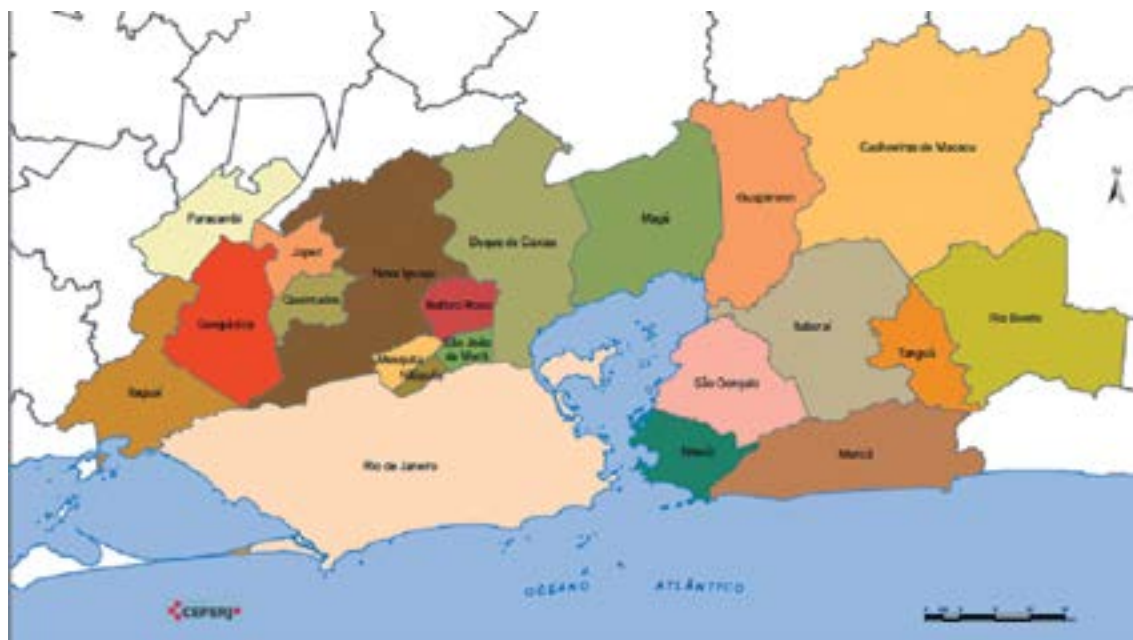 N
Cachoeiras de Macacu
Guapimirim
Paracambi
Magé
Japeri
Duque de Caxias
Nova Iguaçu
Queimados
Belford Roxo
Seropédica
Itaboraí
Rio Bonito
São João
de Meriti
Mesquita
Nilópolis
Tanguá
São Gonçalo
Itaguaí
Niterói
Maricá
Rio de Janeiro
OCEANO ATLÂNTICO
CEPERJ